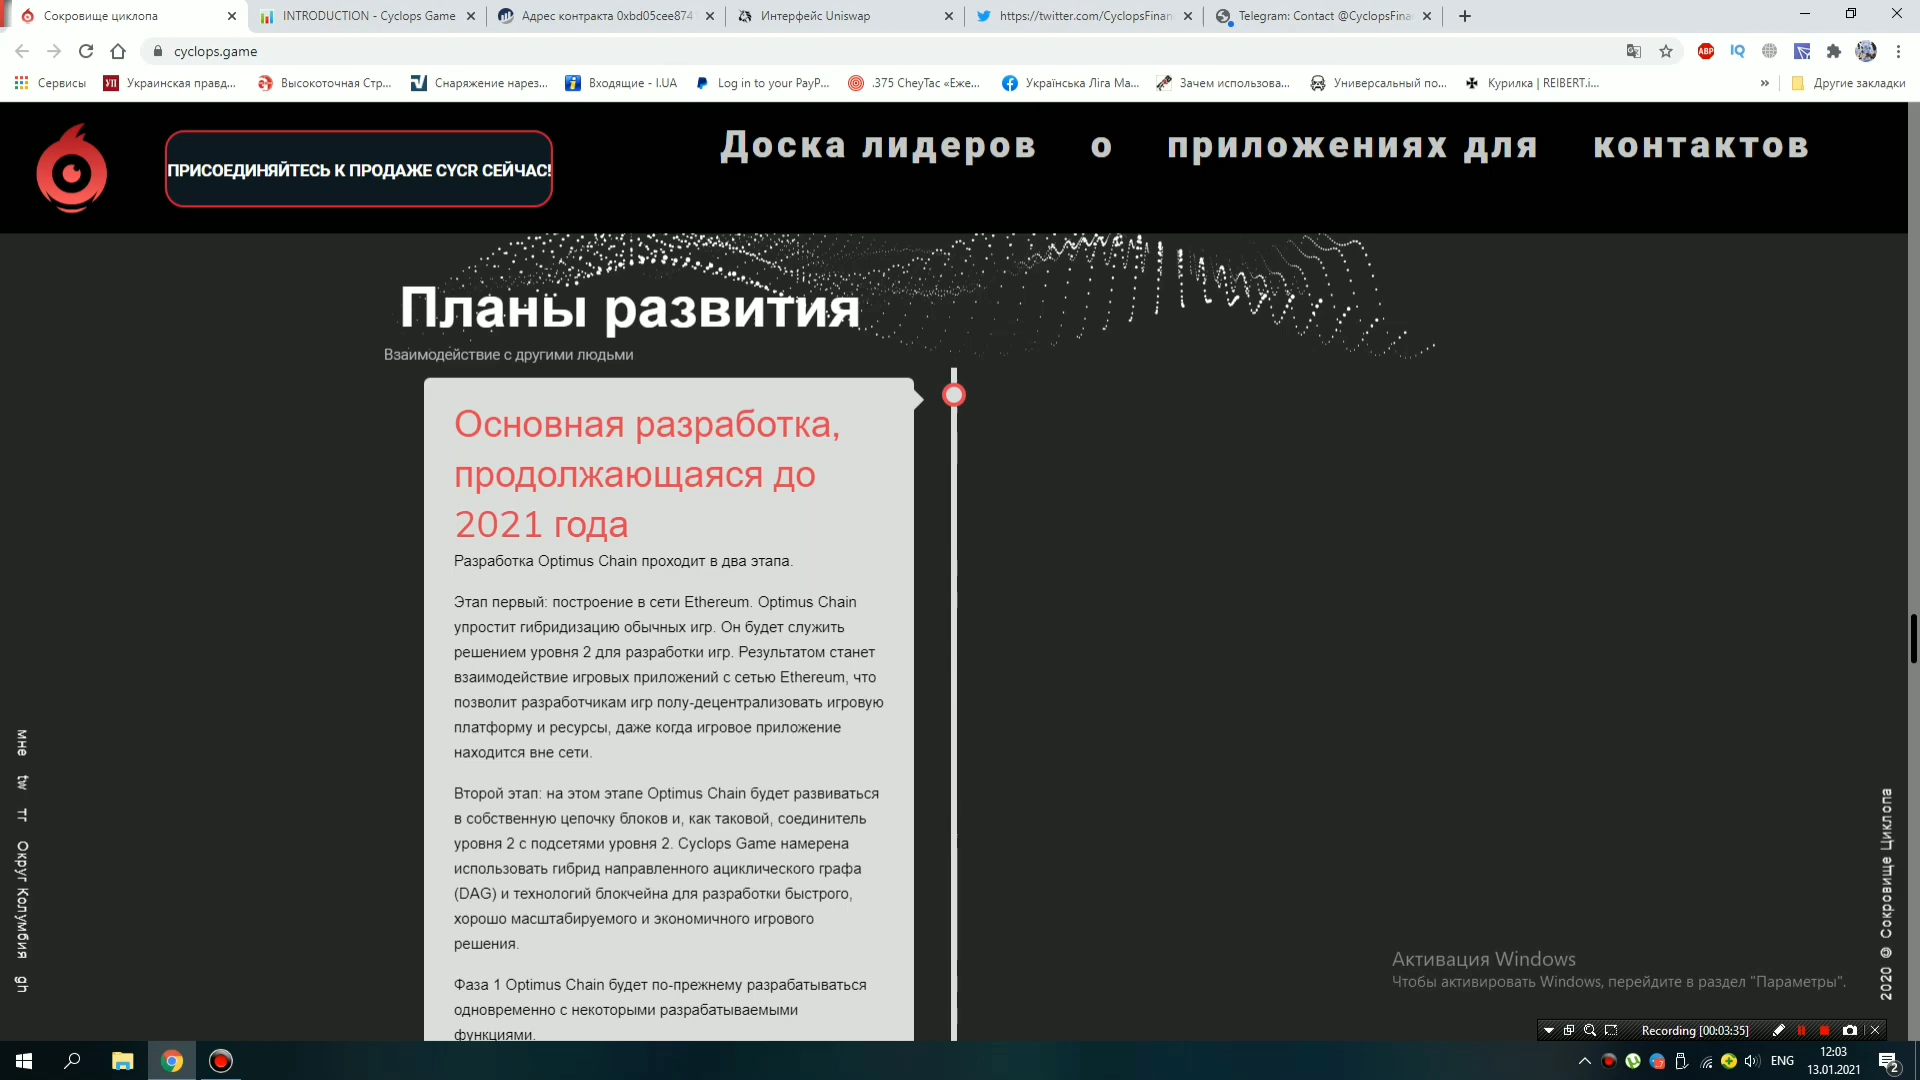 Сокровище циклопа
INTRODUCTION - Cyclops Game
Адрес контракта 0xbd05cee874
Интерфейс Uniswap
https://twitter.com/CyclopsFinan
Telegram: Contact @CyclopsFina
cyclops.game
ABP
IQ
Сервисы
УП
Украинская правд...
Высокоточная Стр...
Снаряжение нарез...
Входящие - I.UA
Log in to your PayP...
.375 CheyTac «Еже...
Українська Ліга Ма...
Зачем использова...
Универсальный по...
Курилка | REIBERT.i...
»
Другие закладки
ПРИСОЕДИНЯЙТЕСЬ К ПРОДАЖЕ CYCR СЕЙЧАС!
Доска лидеров
о
приложениях для
контактов
Планы развития
Взаимодействие с другими людьми
Основная разработка,
продолжающаяся до
2021 года
Разработка Optimus Chain проходит в два этапа.
Этап первый: построение в сети Ethereum. Optimus Chain
упростит гибридизацию обычных игр. Он будет служить
решением уровня 2 для разработки игр. Результатом станет
взаимодействие игровых приложений с сетью Ethereum, что
позволит разработчикам игр полу-децентрализовать игровую
платформу и ресурсы, даже когда игровое приложение
находится вне сети.
Второй этап: на этом этапе Optimus Chain будет развиваться
в собственную цепочку блоков и, как таковой, соединитель
уровня 2 с подсетями уровня 2. Cyclops Game намерена
использовать гибрид направленного ациклического графа
(DAG) и технологий блокчейна для разработки быстрого,
хорошо масштабируемого и экономичного игрового
решения.
Фаза 1 Optimus Chain будет по-прежнему разрабатываться
одновременно с некоторыми разрабатываемыми
функциями.
мне
tw
тг
Округ Колумбия
gh
2020 © Сокровище Циклопа
Активация Windows
Чтобы активировать Windows, перейдите в раздел "Параметры".
Recording [00:03:35]
ENG
12:03
13.01.2021
2